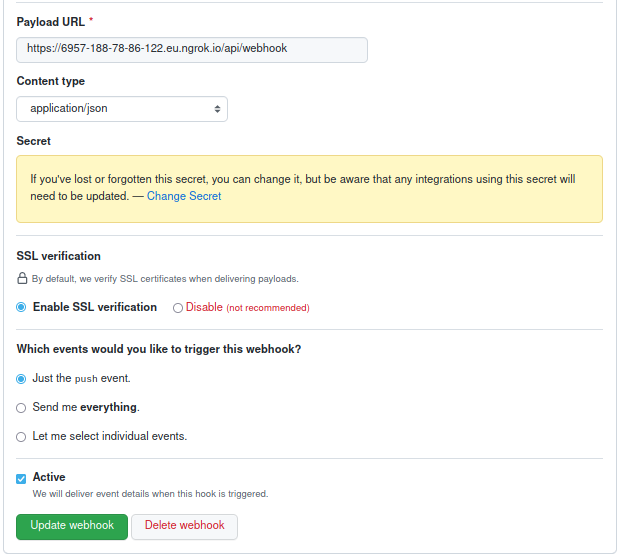 Payload URL *
https://6957-188-78-86-122.eu.ngrok.io/api/webhook
Content type
application/json
Secret
If you've lost or forgotten this secret, you can change it, but be aware that any integrations using this secret will
need to be updated. — Change Secret
SSL verification
By default, we verify SSL certificates when delivering payloads.
Enable SSL verification Disable (not recommended)
Which events would you like to trigger this webhook?
Just the push event.
Send me everything.
Let me select individual events.
Active
We will deliver event details when this hook is triggered.
Update webhook Delete webhook